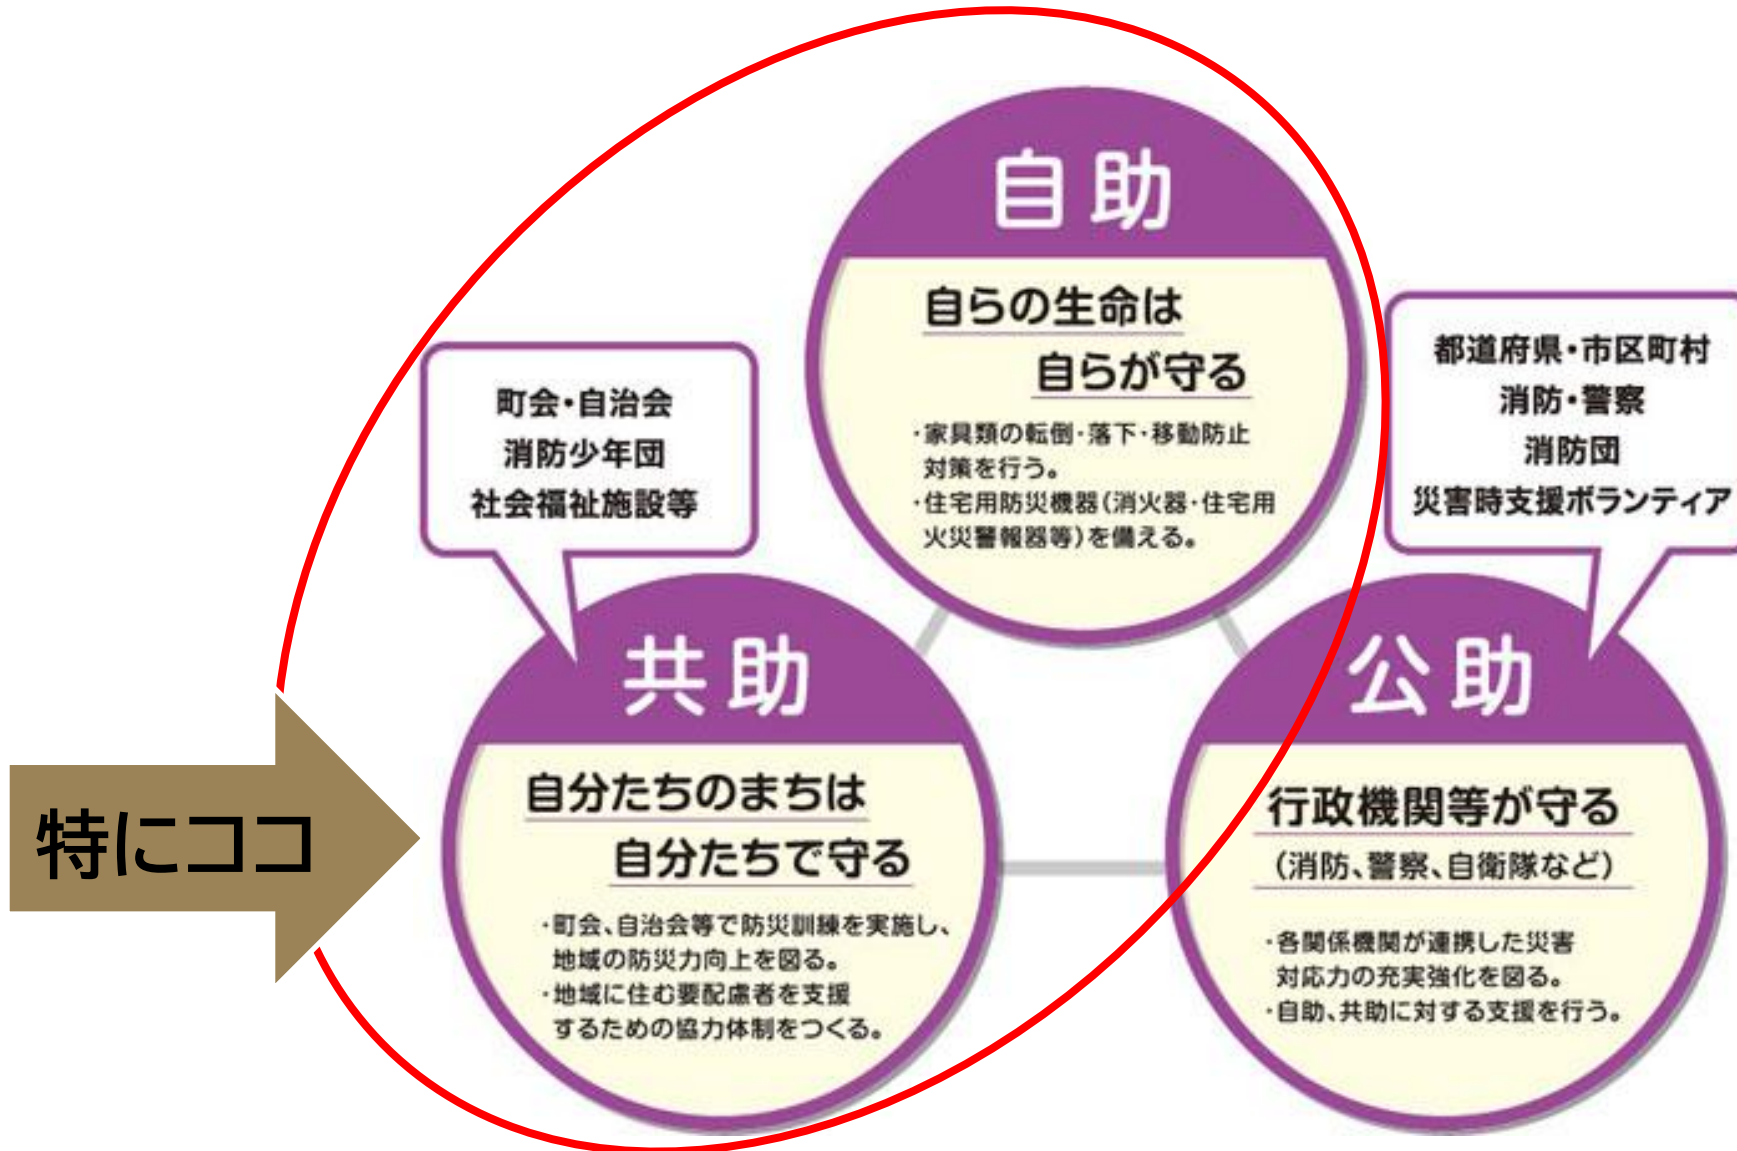 自助
自らの生命は
自らが守る
・家具類の転倒・落下・移動防止
対策を行う。
・住宅用防災機器（消火器・住宅用
火災警報器等）を備える。
町会・自治会
消防少年団
社会福祉施設等
都道府県・市区町村
消防・警察
消防団
災害時支援ボランティア
特にココ
共助
自分たちのまちは
自分たちで守る
・町会、自治会等で防災訓練を実施し、
地域の防災力向上を図る。
・地域に住む要配慮者を支援
するための協力体制をつくる。
公助
行政機関等が守る
（消防、警察、自衛隊など）
・各関係機関が連携した災害
対応力の充実強化を図る。
・自助、共助に対する支援を行う。